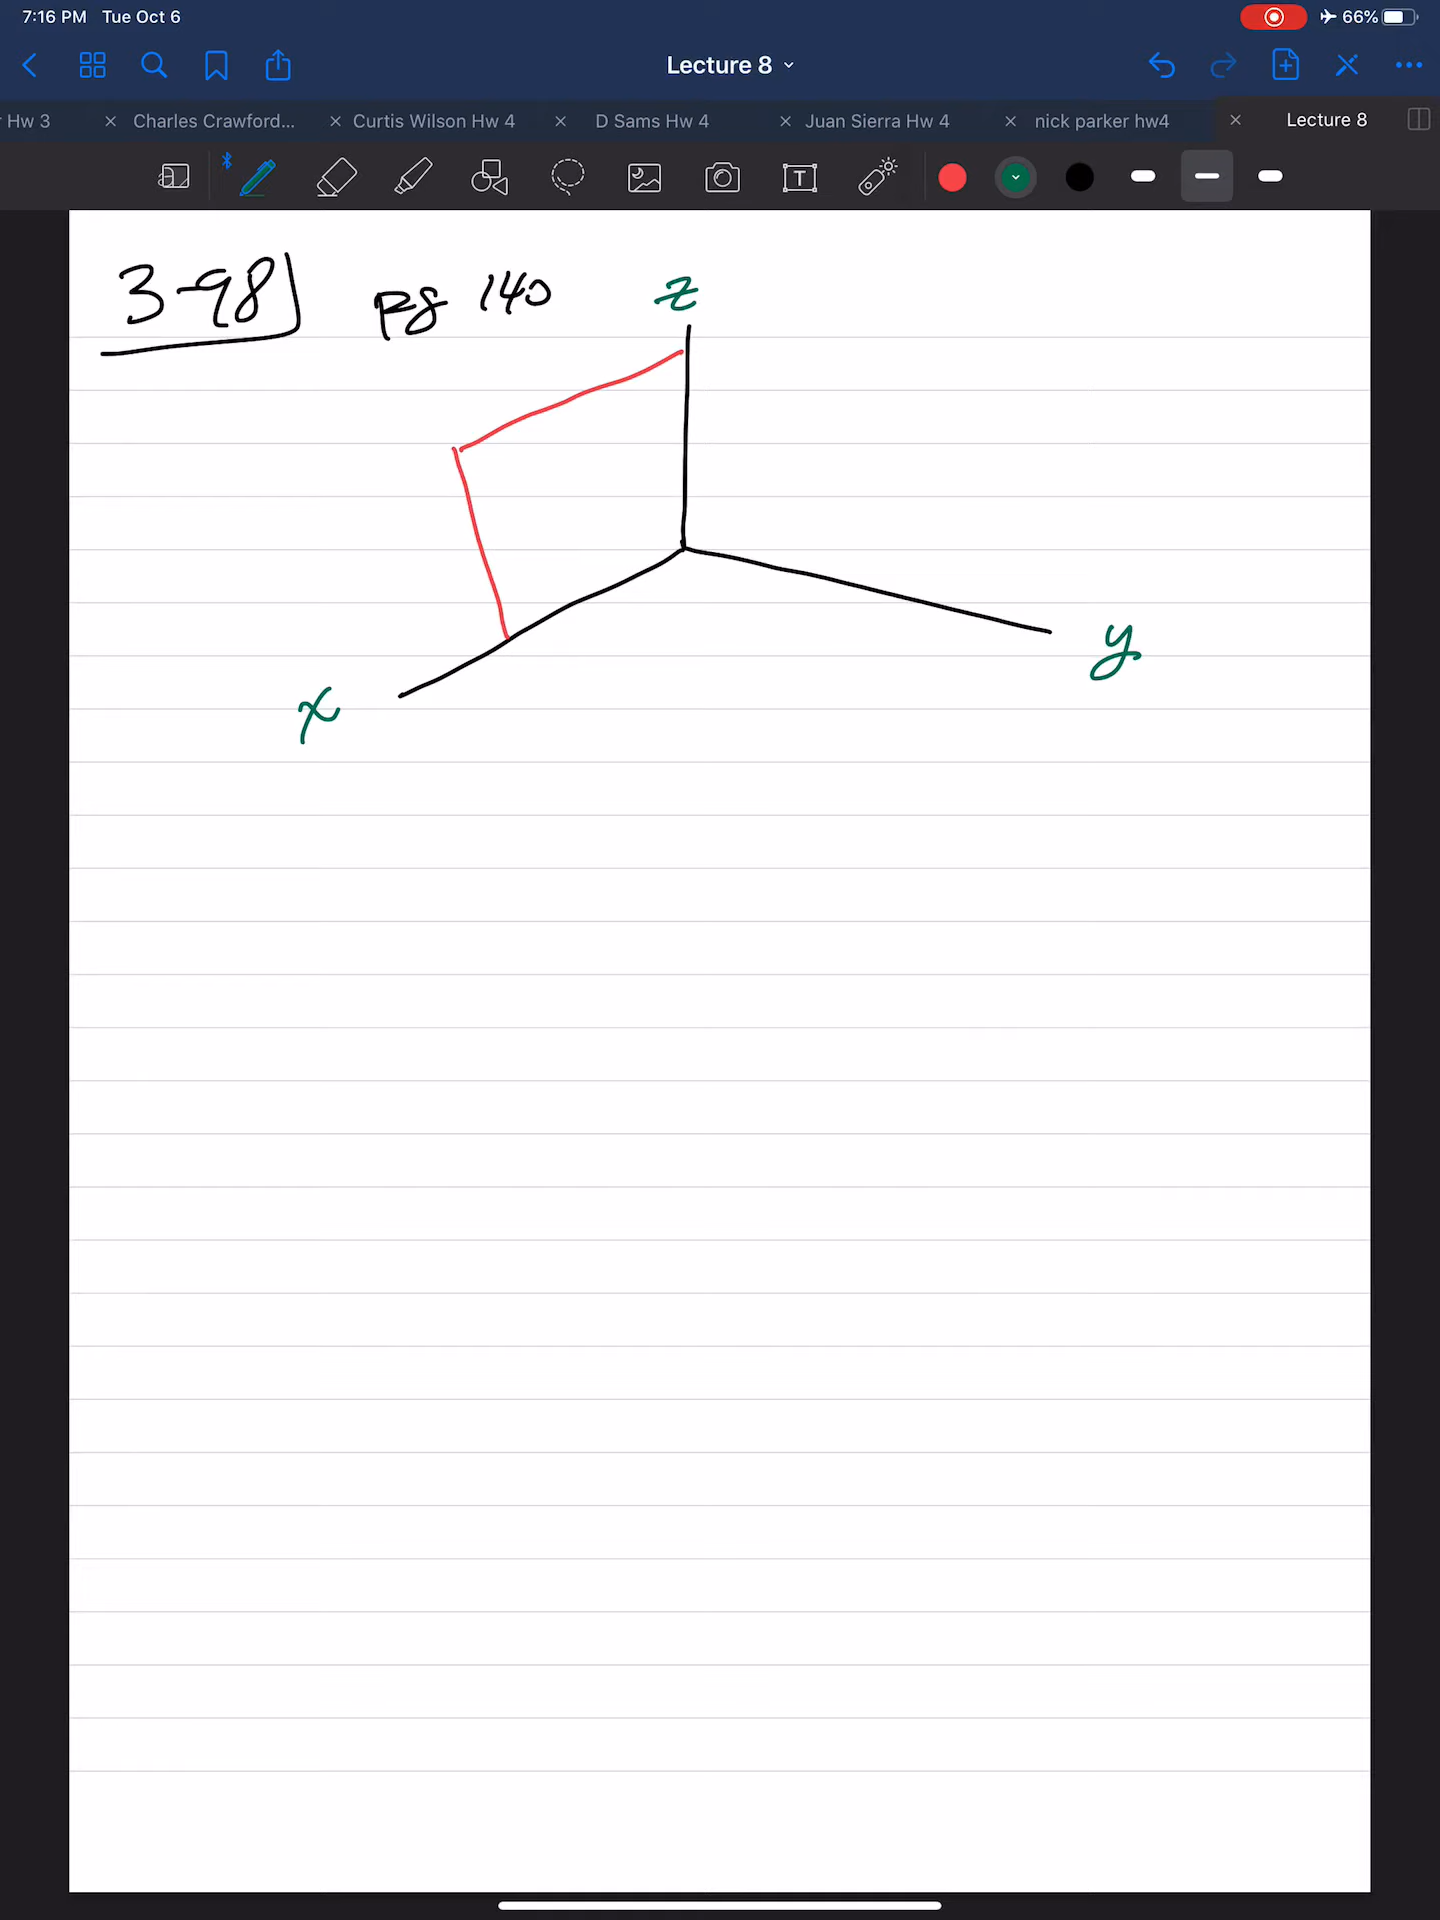 7:16 PM Tue Oct 6 66%
Lecture 8
Hw 3 Charles Crawford... Curtis Wilson Hw 4 D Sams Hw 4 Juan Sierra Hw 4 nick parker hw4 Lecture 8
T
3-98 pg 140 z
y
x